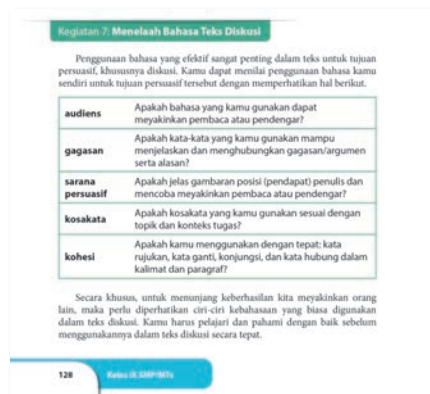 Kegiatan 7: Menelaah Bahasa Teks Diskusi
Penggunaan bahasa yang efektif sangat penting dalam teks untuk tujuan
persuasif, khususnya diskusi. Kamu dapat menilai penggunaan bahasa kamu
sendiri untuk tujuan persuasif tersebut dengan memperhatikan hal berikut.
audiens
Apakah bahasa yang kamu gunakan dapat
meyakinkan pembaca atau pendengar?
gagasan
Apakah kata-kata yang kamu gunakan mampu
menjelaskan dan menghubungkan gagasan/argumen
serta alasan?
sarana
persuasif
Apakah jelas gambaran posisi (pendapat) penulis dan
mencoba meyakinkan pembaca atau pendengar?
kosakata
Apakah kosakata yang kamu gunakan sesuai dengan
topik dan konteks tugas?
kohesi
Apakah kamu menggunakan dengan tepat: kata
rujukan, kata ganti, konjungsi, dan kata hubung dalam
kalimat dan paragraf?
Secara khusus, untuk menunjang keberhasilan kita meyakinkan orang
lain, maka perlu diperhatikan ciri-ciri kebahasaan yang biasa digunakan
dalam teks diskusi. Kamu harus pelajari dan pahami dengan baik sebelum
menggunakannya dalam teks diskusi secara tepat.
128
Kelas IX SMP/MTs